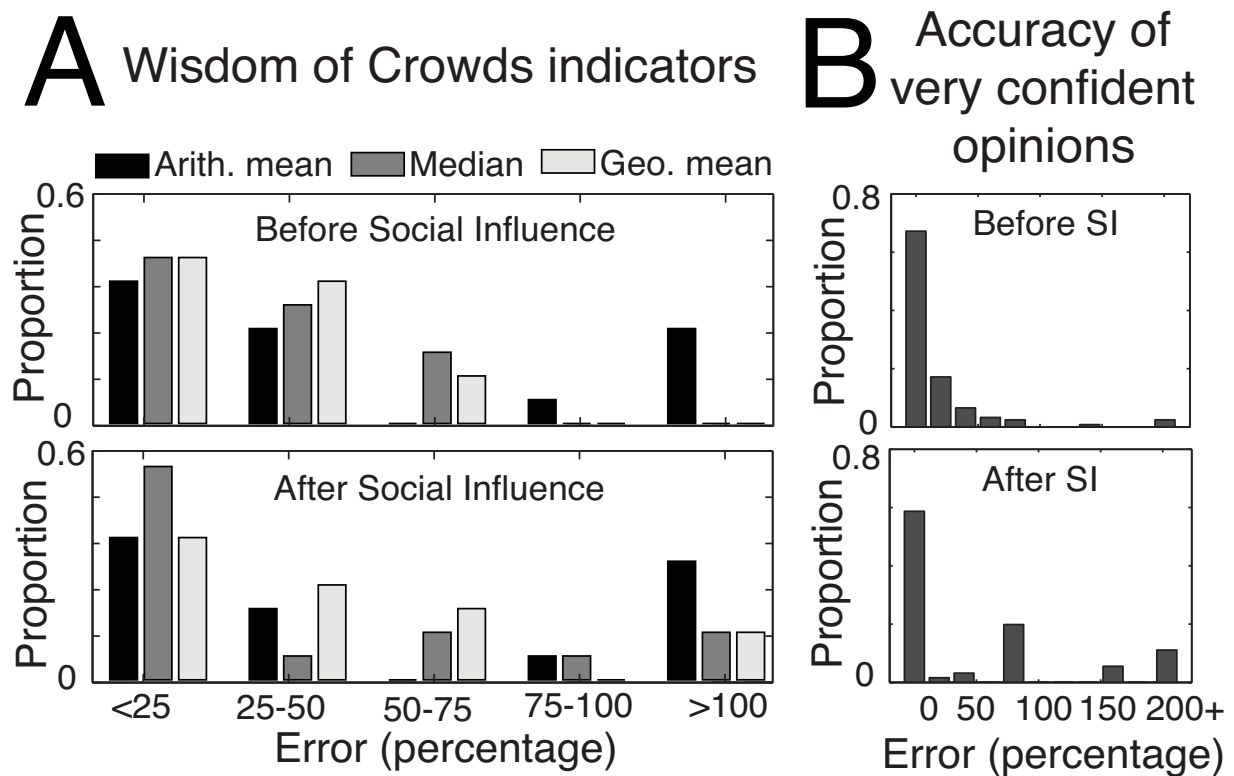 A Wisdom of Crowds indicators
Arith. mean Median Geo. mean
0.6
Before Social Influence
Proportion
0
0.6
After Social Influence
Proportion
0
<25 25-50 50-75 75-100 >100
Error (percentage)
B Accuracy of
very confident
opinions
0.8
Before SI
Proportion
0
0.8
After SI
Proportion
0
0 50 100 150 200+
Error (percentage)